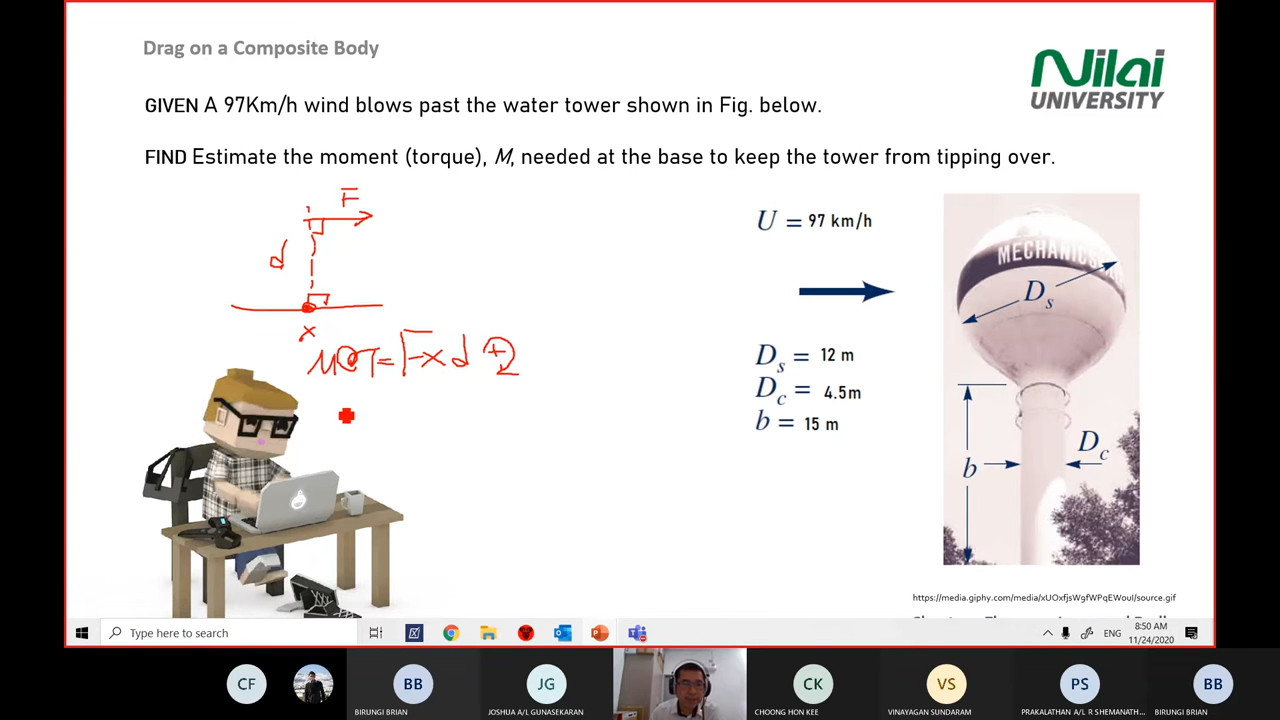 Drag on a Composite Body
Nilai
UNIVERSITY
GIVEN A 97Km/h wind blows past the water tower shown in Fig. below.
FIND Estimate the moment (torque), M, needed at the base to keep the tower from tipping over.
F
d
x
U = 97 km/h
Ds = 12 m
Dc = 4.5m
b = 15 m
MECHANICS
Ds
Dc
b
https://media.giphy.com/media/xUOxfjsWgfWPqEWouI/source.gif
Type here to search
ENG
8:50 AM
11/24/2020
CF
BB
JG
CK
VS
PS
BB
BIRUNGI BRIAN
JOSHUA A/L GUNASEKARAN
CHOONG HON KEE
VINAYAGAN SUNDARAM
PRAKALATHAN A/L R SHEMANATH...
BIRUNGI BRIAN